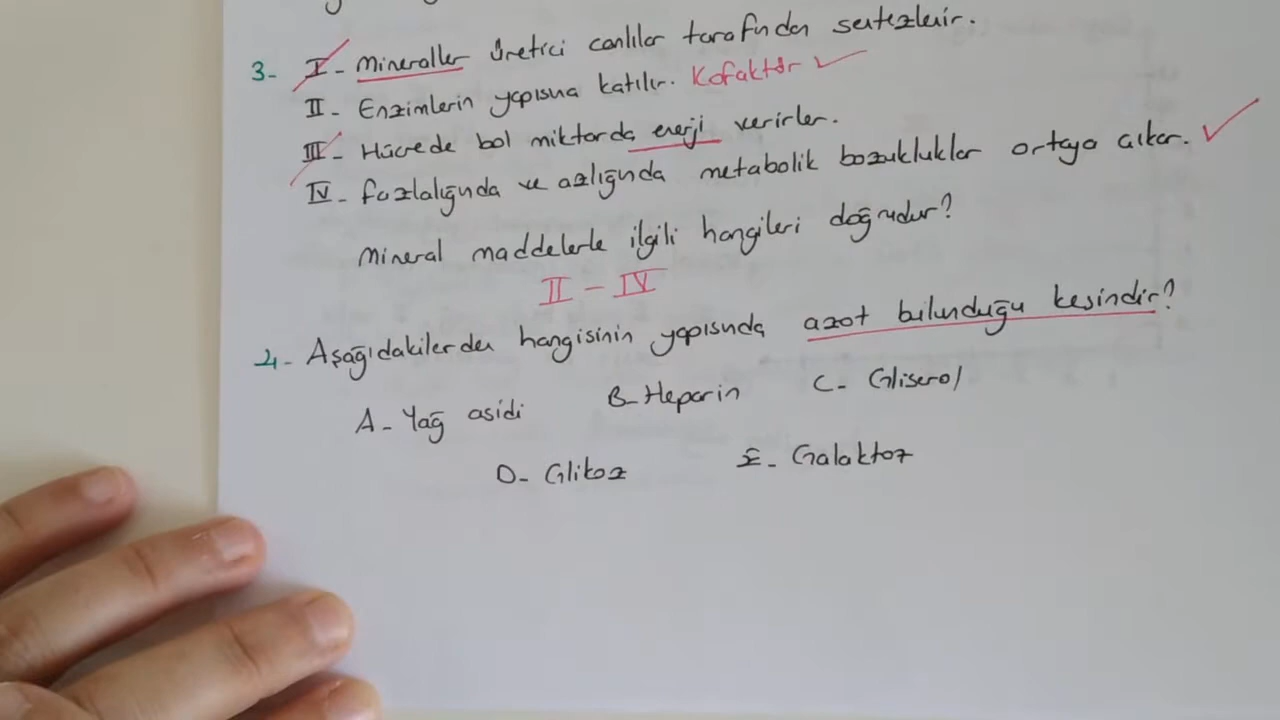 3- I- Mineraller üretici canlılar tarafından sentezlenir.
II- Enzimlerin yapısına katılır. Kofaktör ✓
III- Hücrede bol miktarda enerji verirler.
IV- Fazlalığında ve azlığında metabolik bozukluklar ortaya çıkar. ✓
Mineral maddelerle ilgili hangileri doğrudur?
II - IV
4- Aşağıdakilerden hangisinin yapısında azot bulunduğu kesindir?
A- Yağ asidi B- Heparin C- Gliserol
D- Glikoz E- Galaktoz